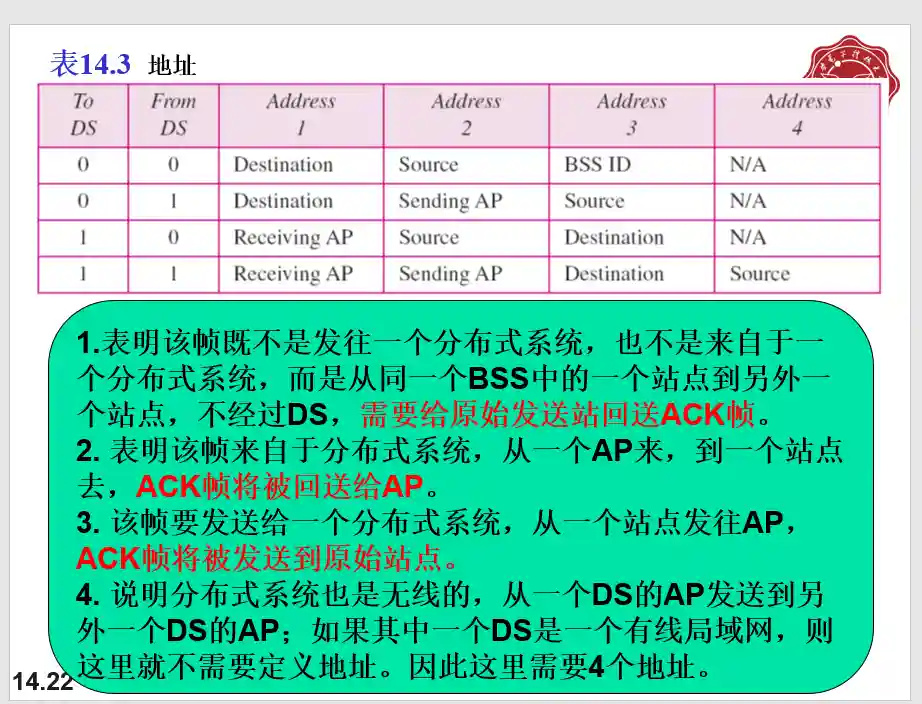 表14.3 地址
To DS From DS Address 1 Address 2 Address 3 Address 4
0 0 Destination Source BSS ID N/A
0 1 Destination Sending AP Source N/A
1 0 Receiving AP Source Destination N/A
1 1 Receiving AP Sending AP Destination Source
1.表明该帧既不是发往一个分布式系统，也不是来自于一
个分布式系统，而是从同一个BSS中的一个站点到另外一
个站点，不经过DS，需要给原始发送站回送ACK帧。
2. 表明该帧来自于分布式系统，从一个AP来，到一个站点
去，ACK帧将被回送给AP。
3. 该帧要发送给一个分布式系统，从一个站点发往AP，
ACK帧将被发送到原始站点。
4. 说明分布式系统也是无线的，从一个DS的AP发送到另
外一个DS的AP；如果其中一个DS是一个有线局域网，则
这里就不需要定义地址。因此这里需要4个地址。
14.22